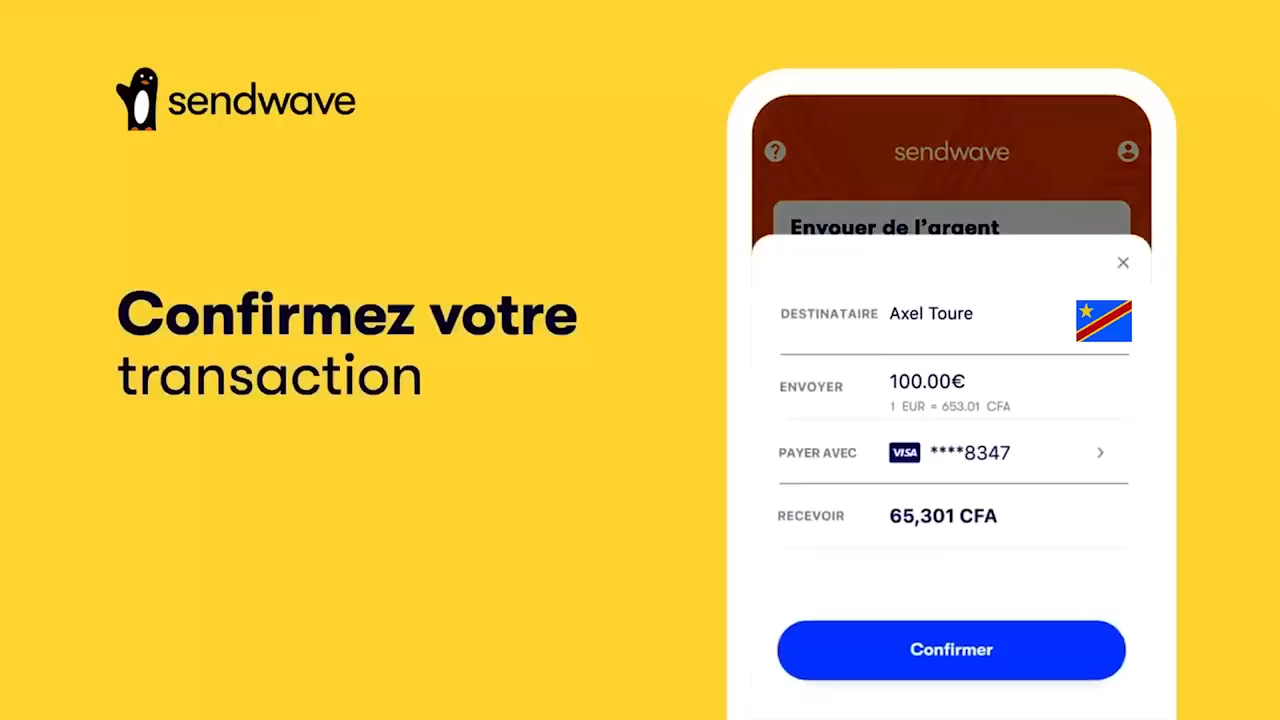 sendwave
Confirmez votre
transaction
sendwave
Envoyer de l'argent
DESTINATAIRE Axel Toure
ENVOYER 100.00€
1 EUR = 653.01 CFA
PAYER AVEC VISA ****8347
RECEVOIR 65,301 CFA
Confirmer